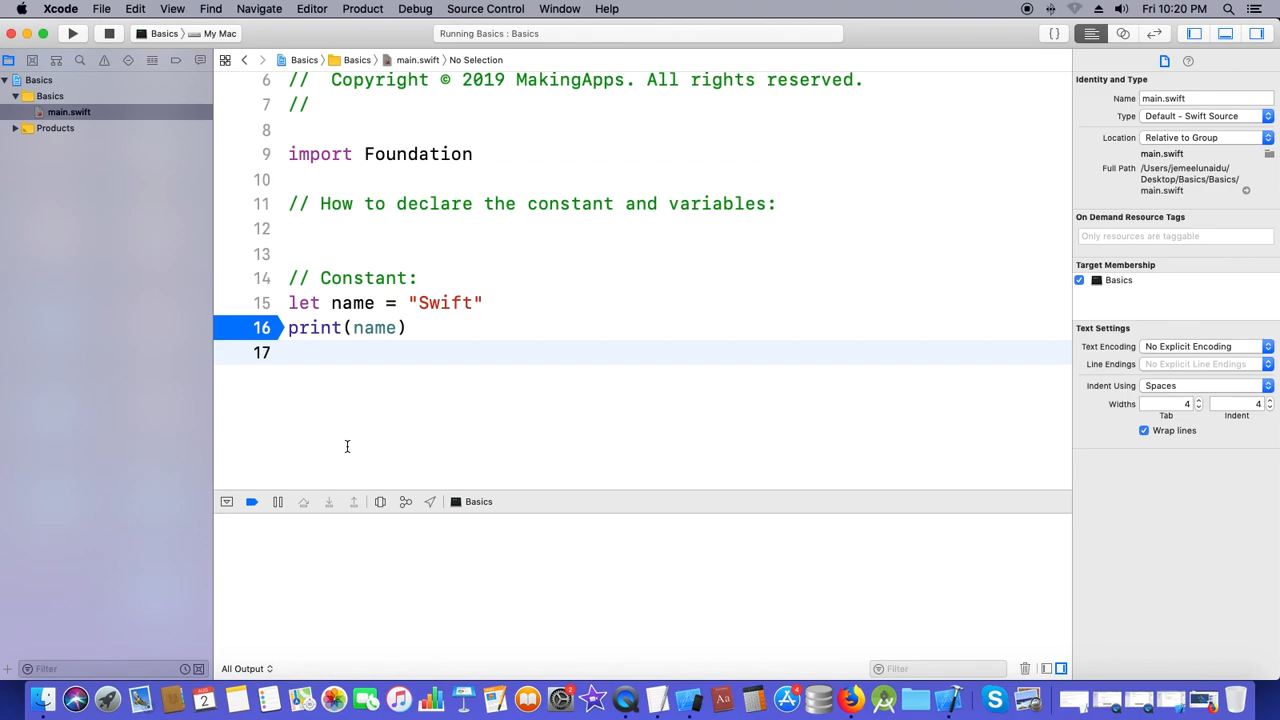 Xcode File Edit View Find Navigate Editor Product Debug Source Control Window Help Fri 10:20 PM
Basics My Mac Running Basics : Basics { }
Basics Basics main.swift No Selection
Basics
Basics
main.swift
Products
6 // Copyright © 2019 MakingApps. All rights reserved.
7 //
8
9 import Foundation
10
11 // How to declare the constant and variables:
12
13
14 // Constant:
15 let name = "Swift"
16 print(name)
17
Basics
All Output
Filter
Filter
Identity and Type
Name main.swift
Type Default - Swift Source
Location Relative to Group
main.swift
Full Path /Users/jemeelunaidu/
Desktop/Basics/Basics/
main.swift
On Demand Resource Tags
Only resources are taggable
Target Membership
Basics
Text Settings
Text Encoding No Explicit Encoding
Line Endings No Explicit Line Endings
Indent Using Spaces
Widths 4 4
Tab Indent
Wrap lines